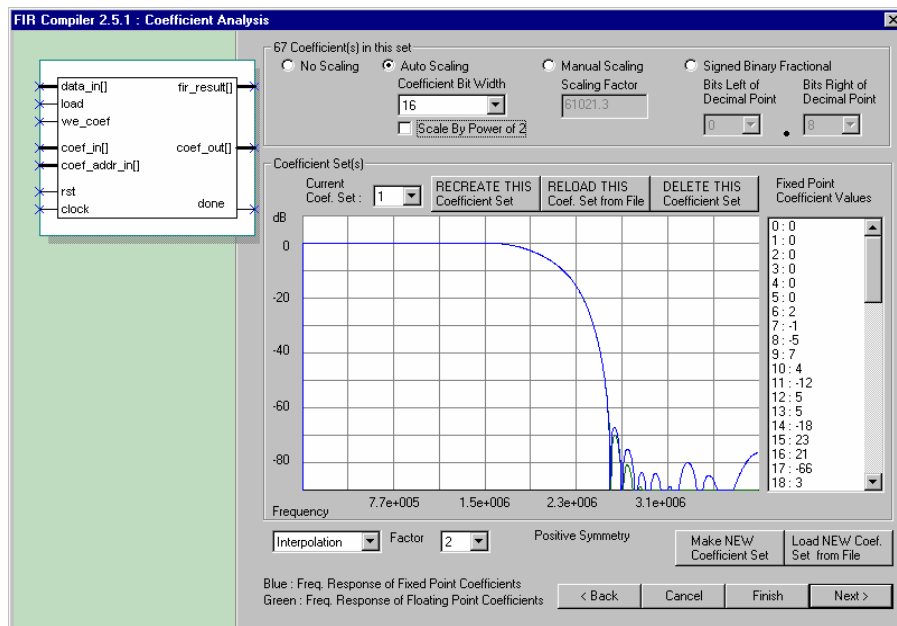 FIR Compiler 2.5.1 : Coefficient Analysis
data_in[] fir_result[]
load
we_coef
coef_in[] coef_out[]
coef_addr_in[]
rst
clock done
67 Coefficient(s) in this set
No Scaling Auto Scaling Manual Scaling Signed Binary Fractional
Coefficient Bit Width Scaling Factor Bits Left of Decimal Point Bits Right of Decimal Point
16 61021.3 0 8
Scale By Power of 2
Coefficient Set(s)
Current Coef. Set : 1 RECREATE THIS Coefficient Set RELOAD THIS Coef. Set from File DELETE THIS Coefficient Set Fixed Point Coefficient Values
dB
0
-20
-40
-60
-80
7.7e+005 1.5e+006 2.3e+006 3.1e+006
Frequency
0 : 0
1 : 0
2 : 0
3 : 0
4 : 0
5 : 0
6 : 2
7 : -1
8 : -5
9 : 7
10 : 4
11 : -12
12 : 5
13 : 5
14 : -18
15 : 23
16 : 21
17 : -66
18 : 3
Interpolation Factor 2 Positive Symmetry Make NEW Coefficient Set Load NEW Coef. Set from File
Blue : Freq. Response of Fixed Point Coefficients
Green : Freq. Response of Floating Point Coefficients
< Back Cancel Finish Next >